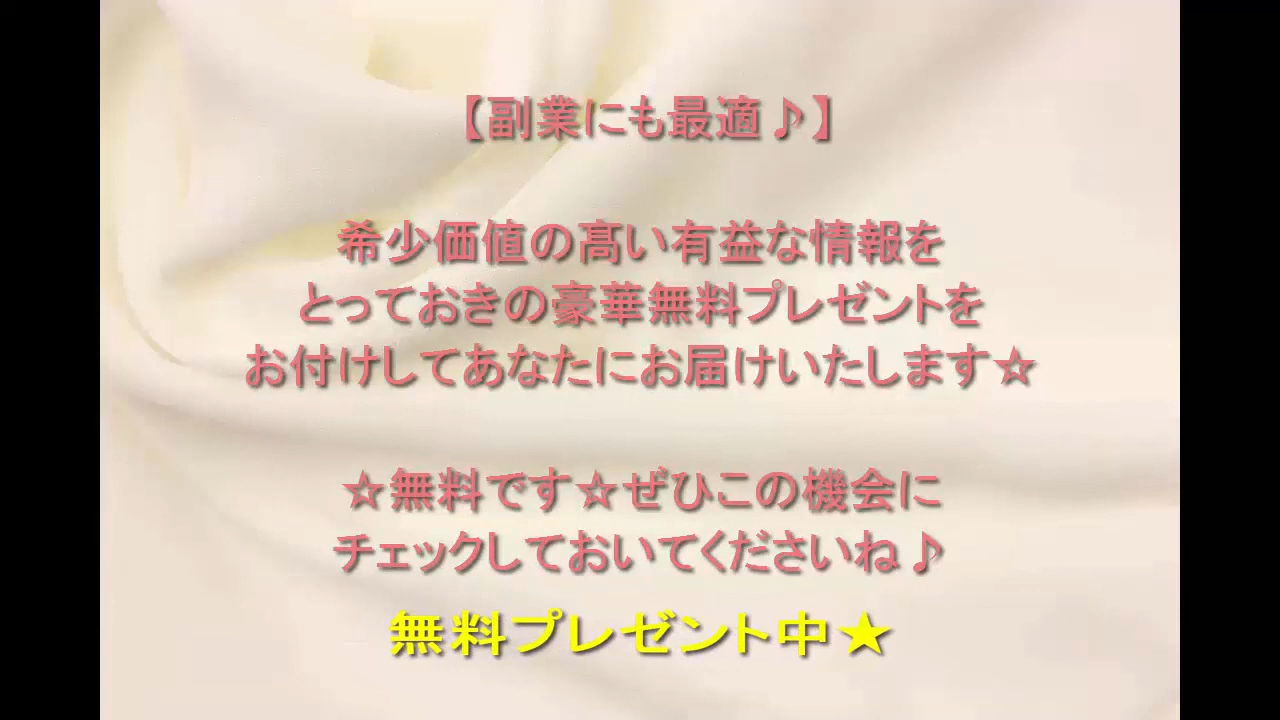 【副業にも最適♪】
希少価値の高い有益な情報を
とっておきの豪華無料プレゼントを
お付けしてあなたにお届けいたします☆
☆無料です☆ぜひこの機会に
チェックしておいてくださいね♪
無料プレゼント中★